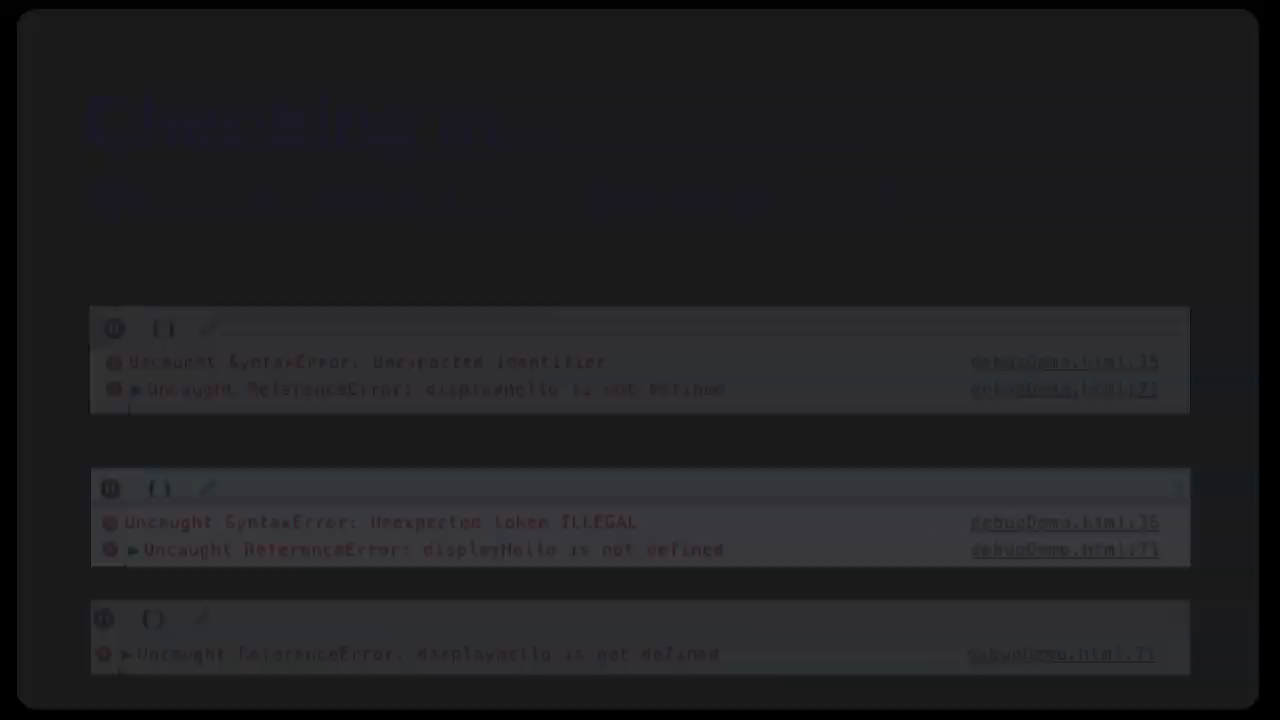 Checking in
{}
Uncaught SyntaxError: Unexpected identifier debugDemo.html:35
▶Uncaught ReferenceError: displayHello is not defined debugDemo.html:71
{}
Uncaught SyntaxError: Unexpected token ILLEGAL debugDemo.html:36
▶Uncaught ReferenceError: displayHello is not defined debugDemo.html:71
{}
▶Uncaught ReferenceError: displayHello is not defined debugDemo.html:71